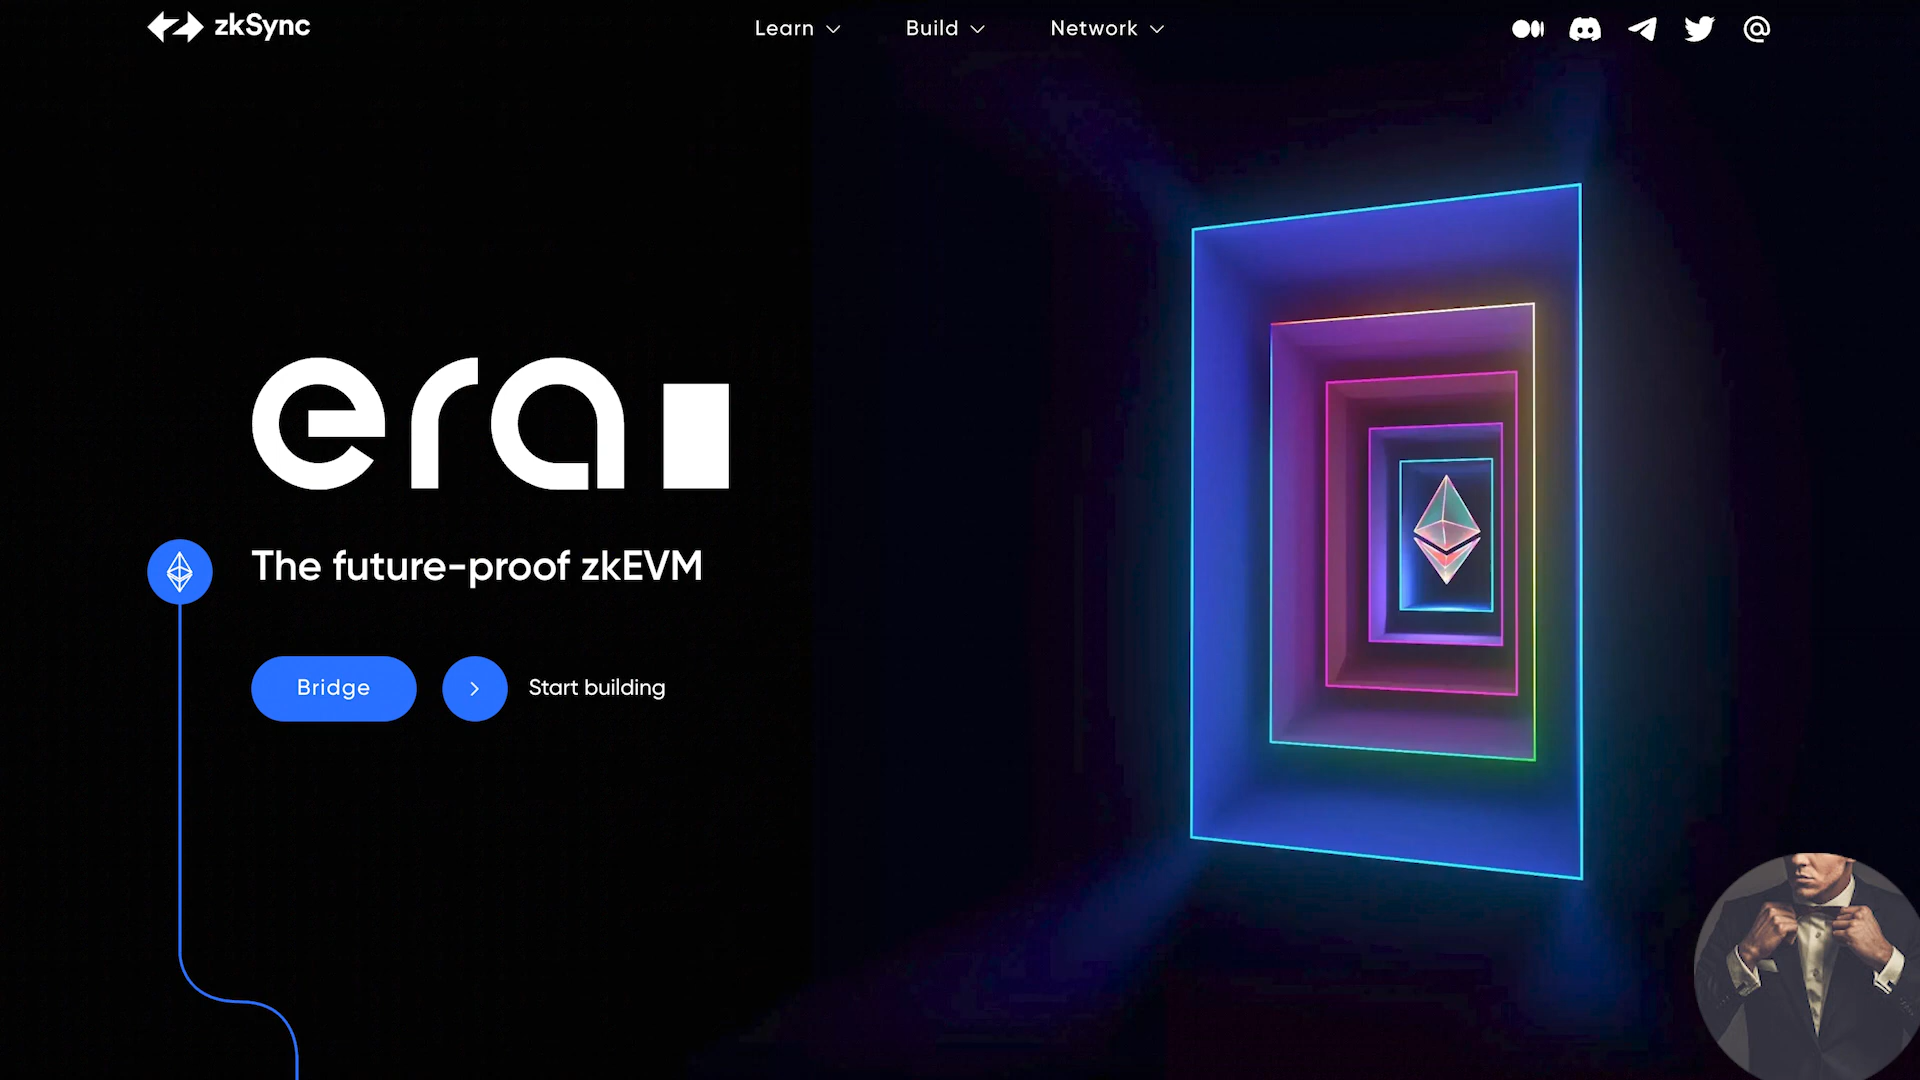 zkSync
Learn
Build
Network
era
The future-proof zkEVM
Bridge
Start building